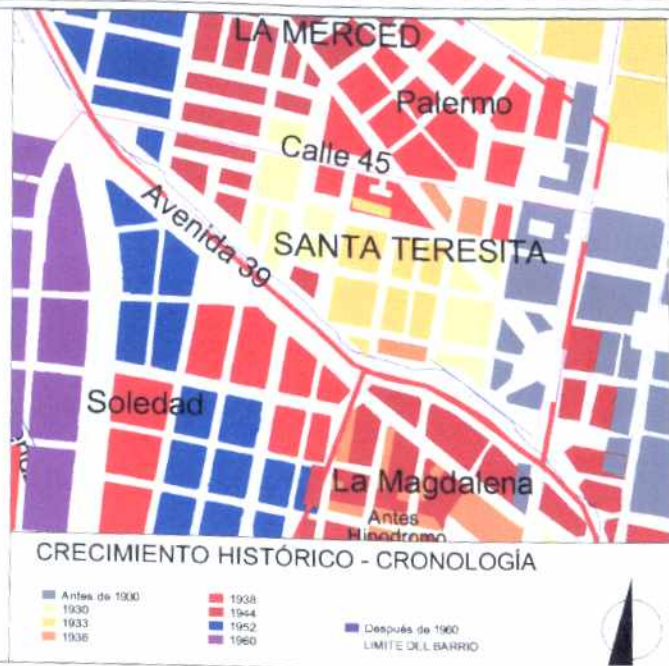 LA MERCED
Palermo
Calle 45
Avenida 39
SANTA TERESITA
Soledad
La Magdalena
Antes
Hipodromo
CRECIMIENTO HISTÓRICO - CRONOLOGÍA
Antes de 1930
1930
1933
1936
1938
1944
1952
1960
Después de 1960
LIMITE DEL BARRIO